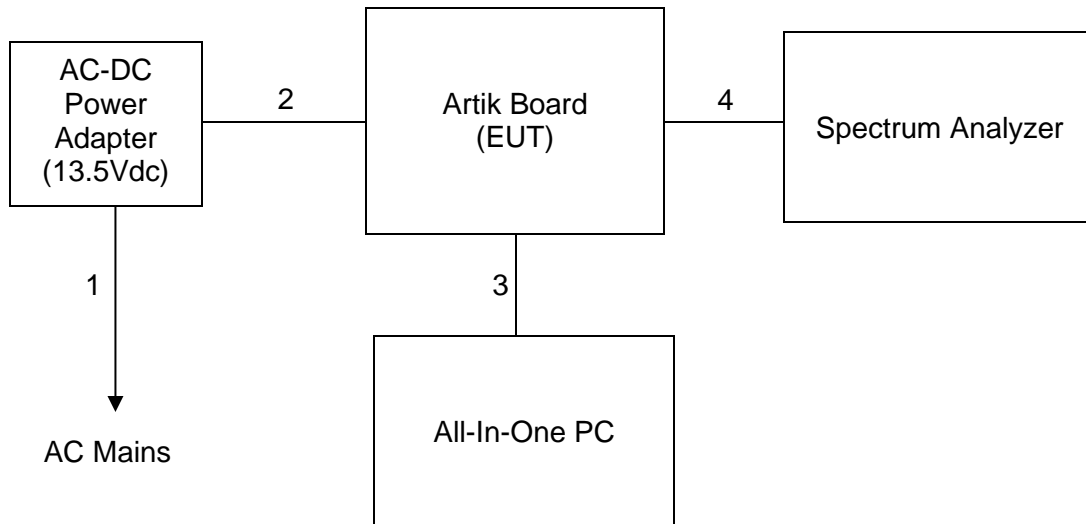 AC-DC
Power
Adapter
(13.5Vdc)
2
Artik Board
(EUT)
4
Spectrum Analyzer
1
3
AC Mains
All-In-One PC